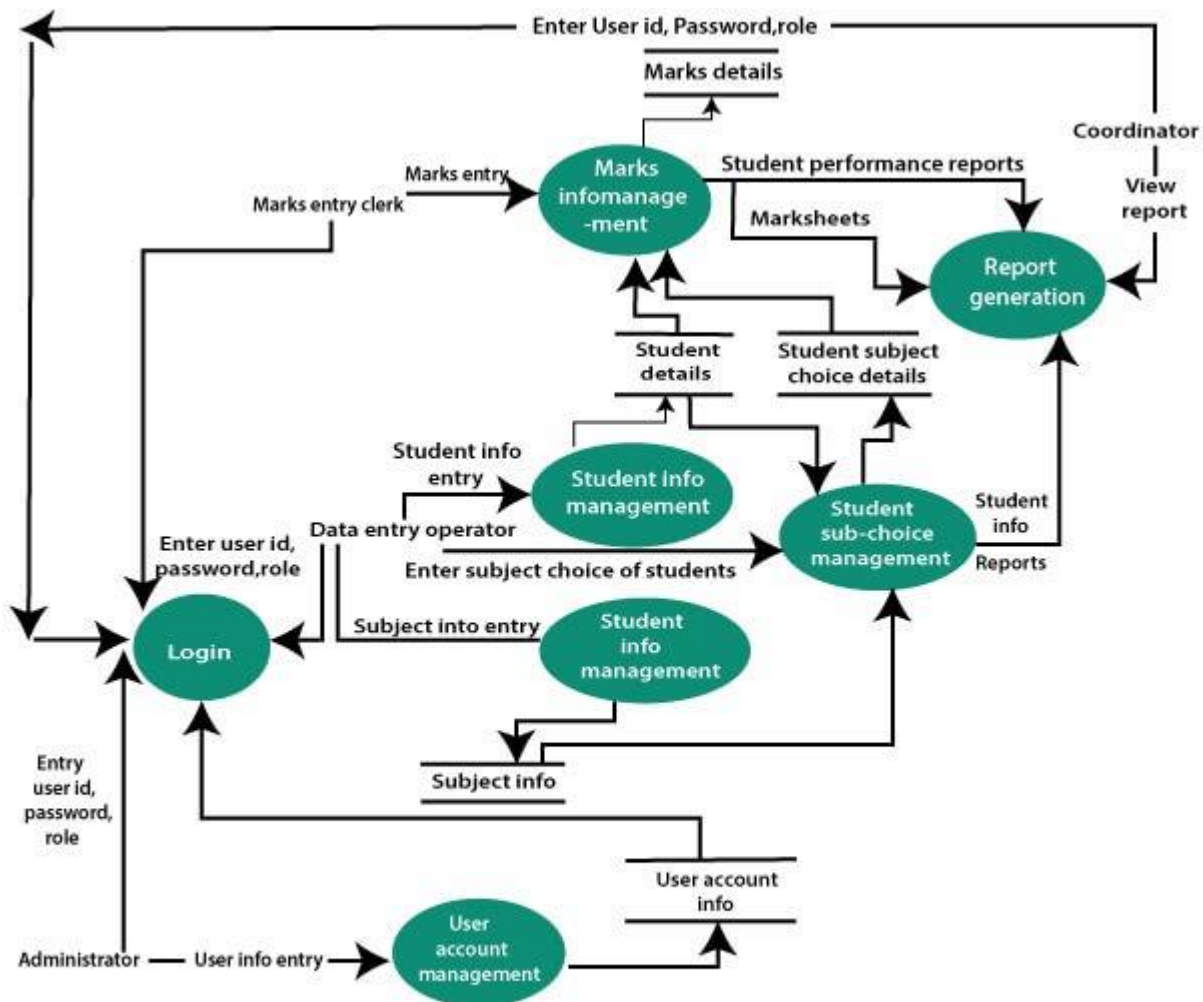 Enter User id, Password,role
Marks details
Coordinator
Marks entry
Marks
infomanage
-ment
Student performance reports
View
report
Marks entry clerk
Marksheets
Report
generation
Student
details
Student subject
choice details
Student info
entry
Student info
management
Student
sub-choice
management
Student
info
Reports
Data entry operator
Enter user id,
password,role
Enter subject choice of students
Subject into entry
Student
info
management
Login
Entry
user id,
password,
role
Subject info
User account
info
User
account
management
Administrator
User info entry